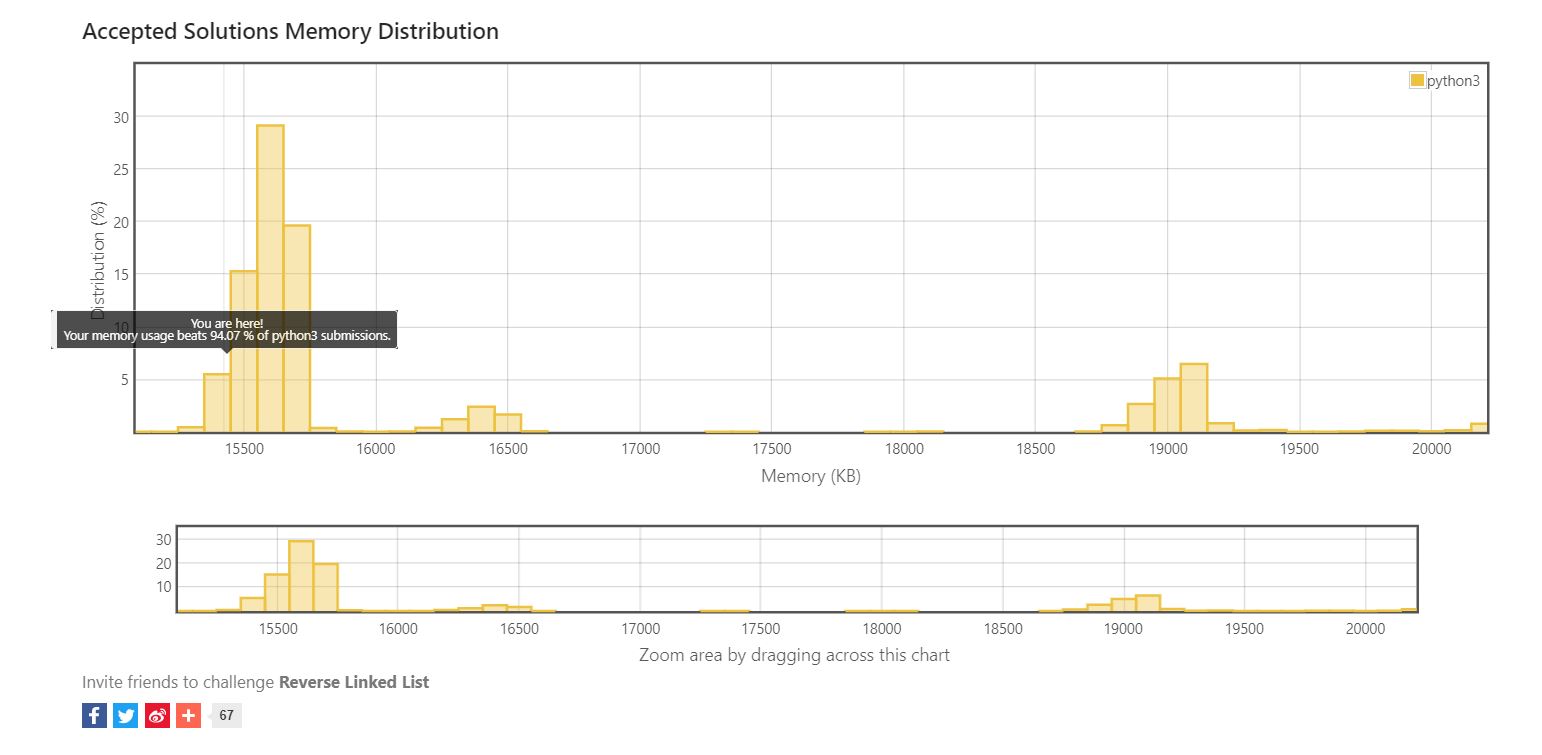 Accepted Solutions Memory Distribution
python3
30
25
20
15
10
5
Distribution (%)
You are here!
Your memory usage beats 94.07 % of python3 submissions.
15500 16000 16500 17000 17500 18000 18500 19000 19500 20000
Memory (KB)
30
20
10
15500 16000 16500 17000 17500 18000 18500 19000 19500 20000
Zoom area by dragging across this chart
Invite friends to challenge Reverse Linked List
67